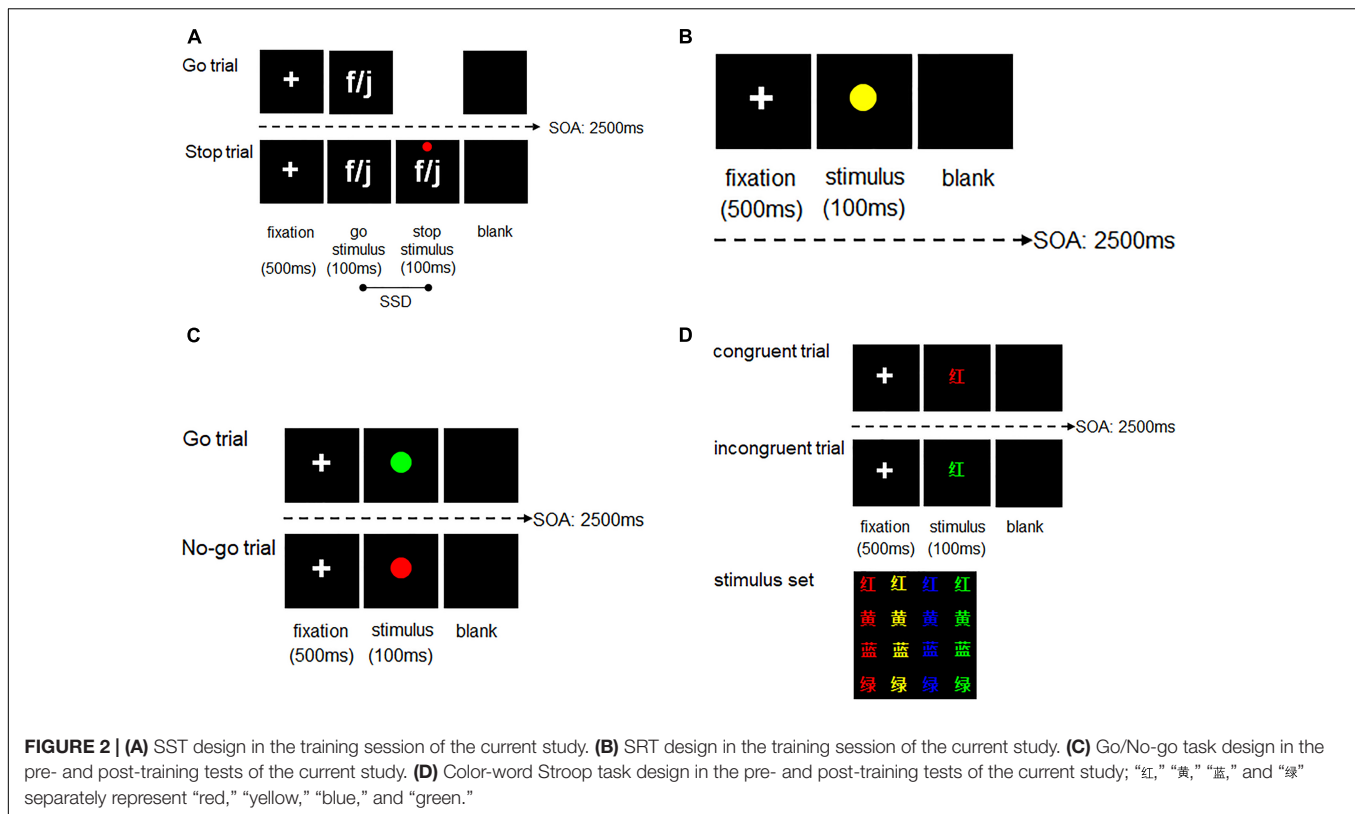 A
Go trial
+
f/j
SOA: 2500ms
Stop trial
+
f/j
f/j
fixation
go
stimulus
stop
stimulus
blank
(500ms)
(100ms)
(100ms)
SSD
B
+
fixation
(500ms)
stimulus
(100ms)
blank
SOA: 2500ms
C
Go trial
+
SOA: 2500ms
No-go trial
+
fixation
(500ms)
stimulus
(100ms)
blank
D
congruent trial
+
红
SOA: 2500ms
incongruent trial
+
红
fixation
(500ms)
stimulus
(100ms)
blank
stimulus set
红 红 红 红
黄 黄 黄 黄
蓝 蓝 蓝 蓝
绿 绿 绿 绿
FIGURE 2 | (A) SST design in the training session of the current study. (B) SRT design in the training session of the current study. (C) Go/No-go task design in the
pre- and post-training tests of the current study. (D) Color-word Stroop task design in the pre- and post-training tests of the current study; “红,” “黄,” “蓝,” and “绿”
separately represent “red,” “yellow,” “blue,” and “green.”